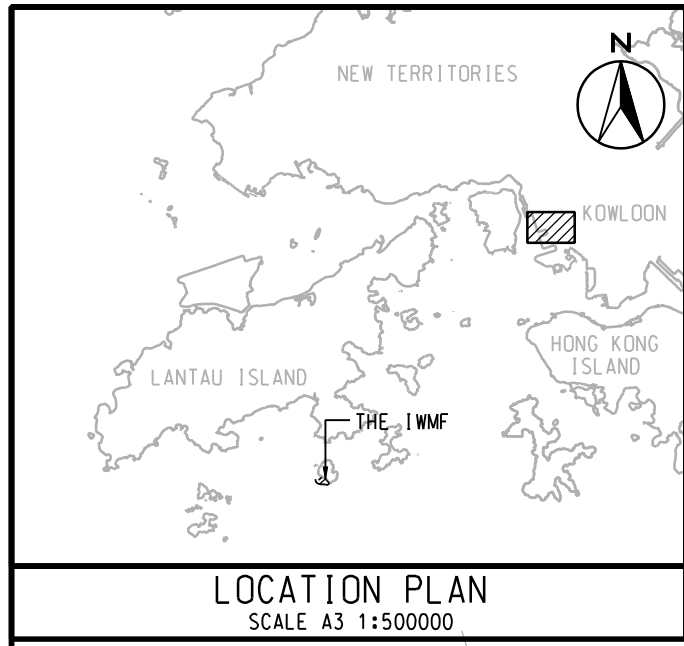 N
NEW TERRITORIES
KOWLOON
HONG KONG
ISLAND
LANTAU ISLAND
THE IWMF
LOCATION PLAN
SCALE A3 1:500000